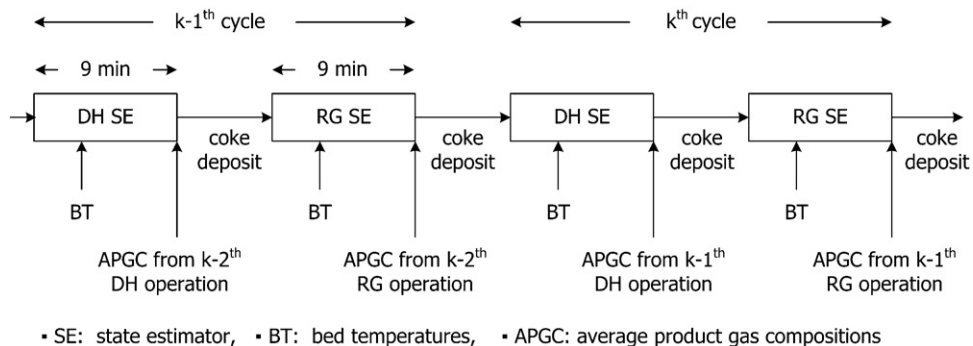 k-1th cycle
kth cycle
9 min
9 min
DH SE
RG SE
DH SE
RG SE
coke
deposit
coke
deposit
coke
deposit
coke
deposit
BT
BT
BT
BT
APGC from k-2th
DH operation
APGC from k-2th
RG operation
APGC from k-1th
DH operation
APGC from k-1th
RG operation
▪ SE: state estimator, ▪ BT: bed temperatures, ▪ APGC: average product gas compositions